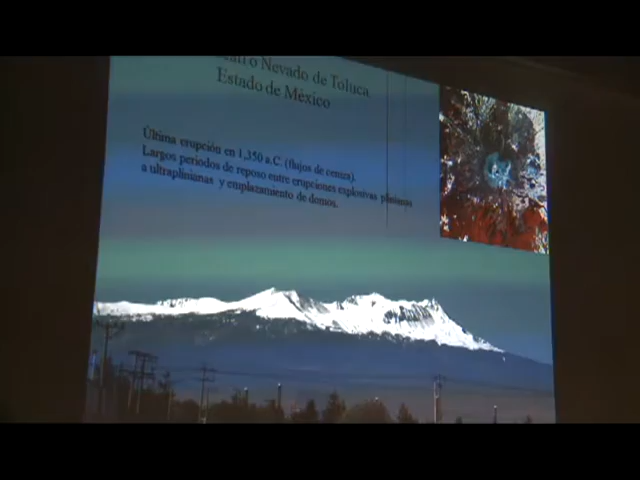 o Nevado de Toluca
Estado de México
Última erupción en 1,350 a.C (flujos de ceniza).
Largos periodos de reposo entre erupciones explosivas plinianas
a ultraplinianas y emplazamiento de domos.